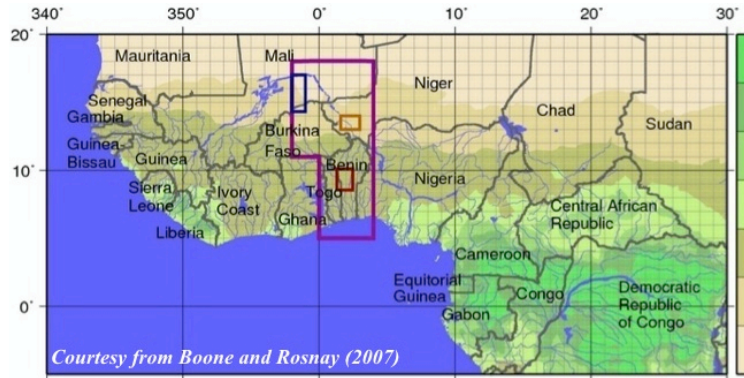 340° 350° 0° 10° 20° 30°
20°
Mauritania Mali
Niger
Senegal
Chad
Gambia
Sudan
Burkina
Guinea-
Bissau
Guinea
Faso
Benin
10°
Nigeria
Sierra
Leone
Ivory
Coast
Togo
Central African
Republic
Ghana
Liberia
Cameroon
Equitorial
Guinea
Congo
Democratic
Republic
of Congo
0°
Gabon
Courtesy from Boone and Rosnay (2007)